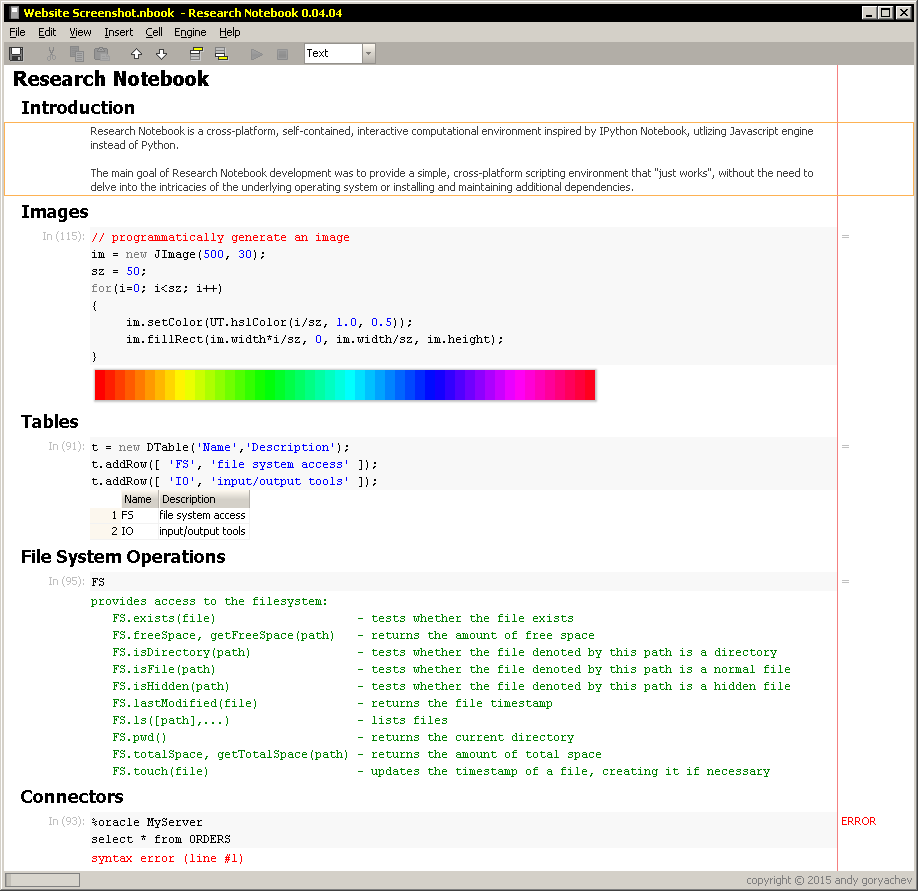 Website Screenshot.nbook - Research Notebook 0.04.04
File Edit View Insert Cell Engine Help
Text
Research Notebook
Introduction
Research Notebook is a cross-platform, self-contained, interactive computational environment inspired by IPython Notebook, utlizing Javascript engine
instead of Python.
The main goal of Research Notebook development was to provide a simple, cross-platform scripting environment that "just works", without the need to
delve into the intricacies of the underlying operating system or installing and maintaining additional dependencies.
Images
In (115): // programmatically generate an image =
im = new JImage(500, 30);
sz = 50;
for(i=0; i<sz; i++)
{
im.setColor(UT.hslColor(i/sz, 1.0, 0.5));
im.fillRect(im.width*i/sz, 0, im.width/sz, im.height);
}
Tables
In (91): t = new DTable('Name','Description'); =
t.addRow([ 'FS', 'file system access' ]);
t.addRow([ 'IO', 'input/output tools' ]);
Name Description
1 FS file system access
2 IO input/output tools
File System Operations
In (95): FS =
provides access to the filesystem:
FS.exists(file) - tests whether the file exists
FS.freeSpace, getFreeSpace(path) - returns the amount of free space
FS.isDirectory(path) - tests whether the file denoted by this path is a directory
FS.isFile(path) - tests whether the file denoted by this path is a normal file
FS.isHidden(path) - tests whether the file denoted by this path is a hidden file
FS.lastModified(file) - returns the file timestamp
FS.ls([path],...) - lists files
FS.pwd() - returns the current directory
FS.totalSpace, getTotalSpace(path) - returns the amount of total space
FS.touch(file) - updates the timestamp of a file, creating it if necessary
Connectors
In (93): %oracle MyServer ERROR
select * from ORDERS
syntax error (line #1)
copyright © 2015 andy goryachev